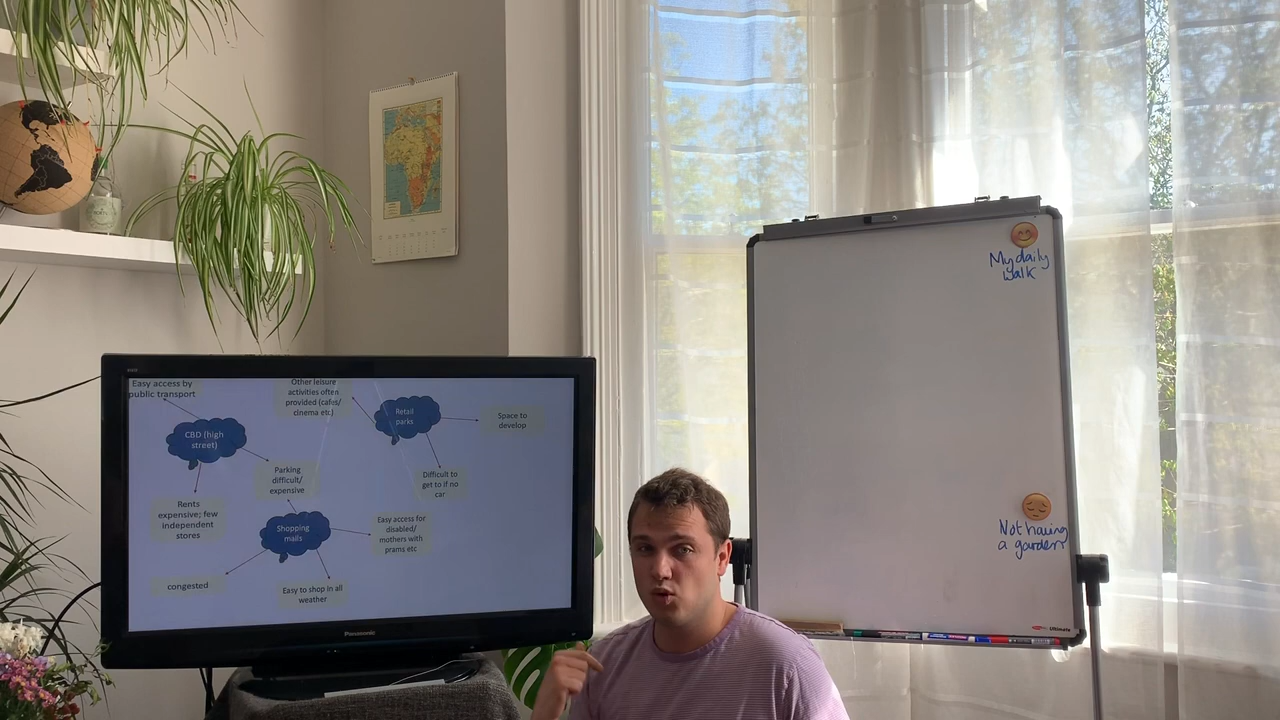 Easy access by
public transport
Other leisure
activities often
provided (cafes/
cinema etc)
Retail
parks
Space to
develop
CBD (high
street)
Parking
difficult/
expensive
Difficult to
get to if no
car
Rents
expensive; few
independent
stores
Shopping
malls
Easy access for
disabled/
mothers with
prams etc
congested
Easy to shop in all
weather
Panasonic
My daily
walk
Not having
a garden
Ultimate